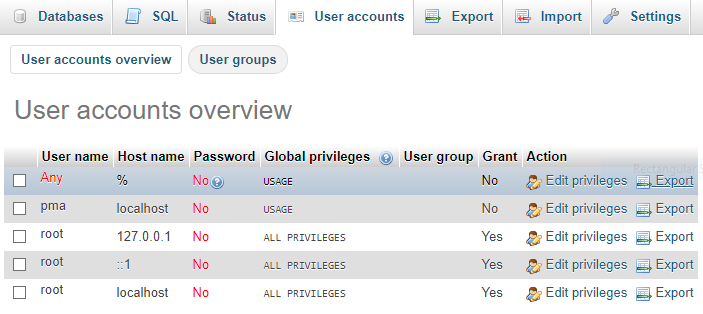 Databases SQL Status User accounts Export Import Settings
User accounts overview User groups
User accounts overview
User name Host name Password Global privileges User group Grant Action
Any % No USAGE No Edit privileges Export
pma localhost No USAGE No Edit privileges Export
root 127.0.0.1 No ALL PRIVILEGES Yes Edit privileges Export
root ::1 No ALL PRIVILEGES Yes Edit privileges Export
root localhost No ALL PRIVILEGES Yes Edit privileges Export